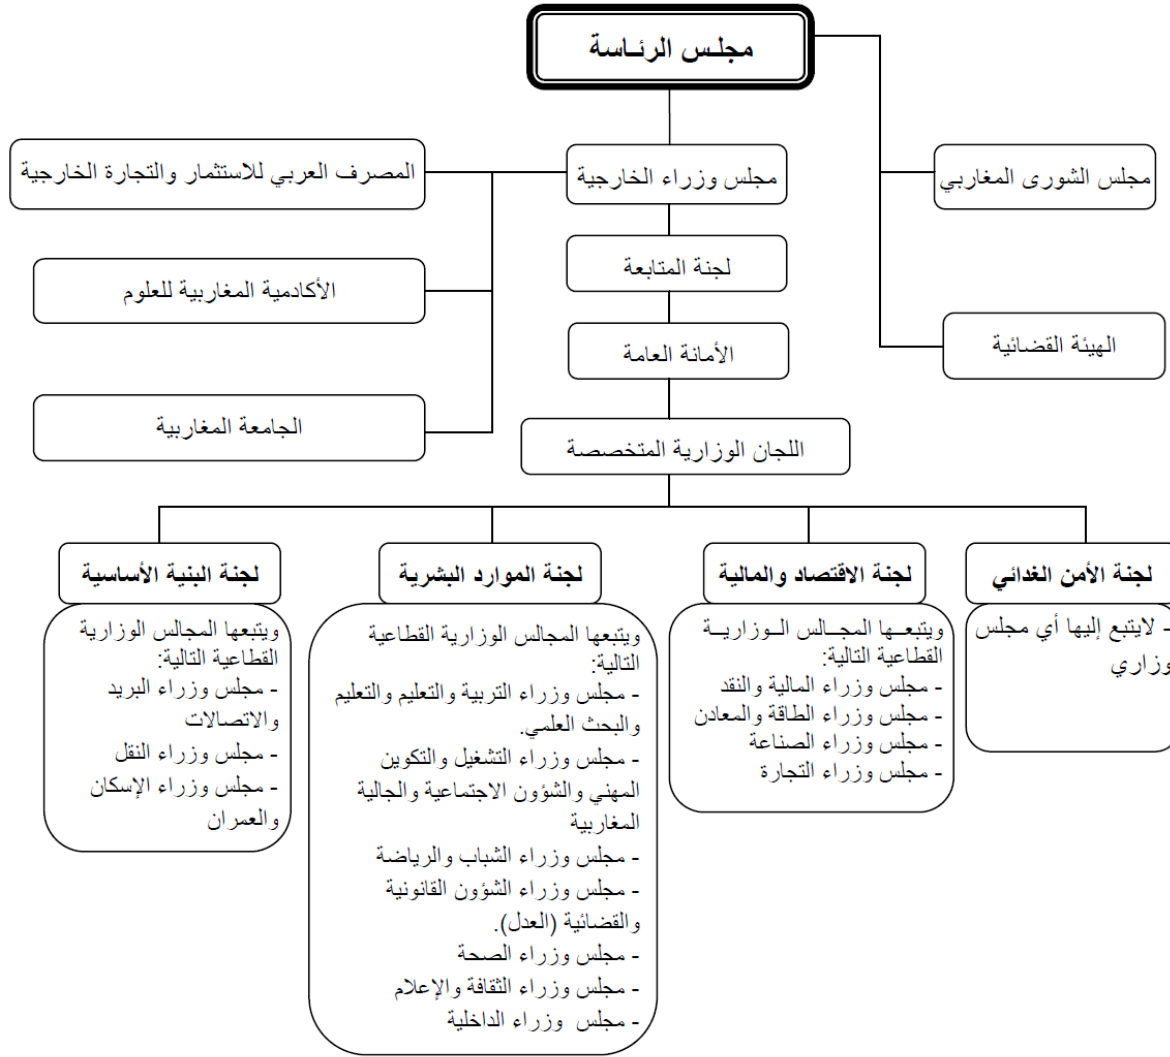 مجلـس الرئـاسة
مجلس الشورى المغاربي
مجلس وزراء الخارجية
المصرف العربي للاستثمار والتجارة الخارجية
لجنة المتابعة
الأكادمية المغاربية للعلوم
الهيئة القضائية
الأمانة العامة
الجامعة المغاربية
اللجان الوزارية المتخصصة
لجنة الأمن الغدائي
- لايتبع إليها أي مجلس
وزاري
لجنة الاقتصاد والمالية
ويتبعــها المجــالس الــوزاريــة
القطاعية التالية:
- مجلس وزراء المالية والنقد
- مجلس وزراء الطاقة والمعادن
- مجلس وزراء الصناعة
- مجلس وزراء التجارة
لجنة الموارد البشرية
ويتبعها المجالس الوزارية القطاعية
التالية:
- مجلس وزراء التربية والتعليم والتعليم
والبحث العلمي.
- مجلس وزراء التشغيل والتكوين
المهني والشؤون الاجتماعية والجالية
المغاربية
- مجلس وزراء الشباب والرياضة
- مجلس وزراء الشؤون القانونية
والقضائية (العدل).
- مجلس وزراء الصحة
- مجلس وزراء الثقافة والإعلام
- مجلس وزراء الداخلية
لجنة البنية الأساسية
ويتبعها المجالس الوزارية
القطاعية التالية:
- مجلس وزراء البريد
والاتصالات
- مجلس وزراء النقل
- مجلس وزراء الإسكان
والعمران